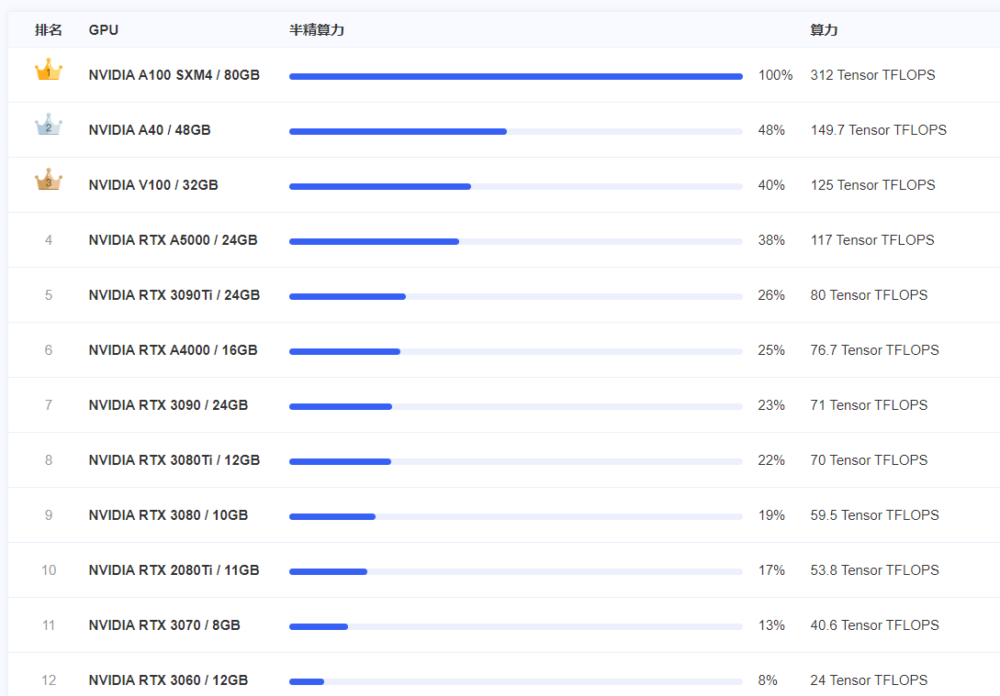 排名 GPU 半精算力 算力
1 NVIDIA A100 SXM4 / 80GB 100% 312 Tensor TFLOPS
2 NVIDIA A40 / 48GB 48% 149.7 Tensor TFLOPS
3 NVIDIA V100 / 32GB 40% 125 Tensor TFLOPS
4 NVIDIA RTX A5000 / 24GB 38% 117 Tensor TFLOPS
5 NVIDIA RTX 3090Ti / 24GB 26% 80 Tensor TFLOPS
6 NVIDIA RTX A4000 / 16GB 25% 76.7 Tensor TFLOPS
7 NVIDIA RTX 3090 / 24GB 23% 71 Tensor TFLOPS
8 NVIDIA RTX 3080Ti / 12GB 22% 70 Tensor TFLOPS
9 NVIDIA RTX 3080 / 10GB 19% 59.5 Tensor TFLOPS
10 NVIDIA RTX 2080Ti / 11GB 17% 53.8 Tensor TFLOPS
11 NVIDIA RTX 3070 / 8GB 13% 40.6 Tensor TFLOPS
12 NVIDIA RTX 3060 / 12GB 8% 24 Tensor TFLOPS